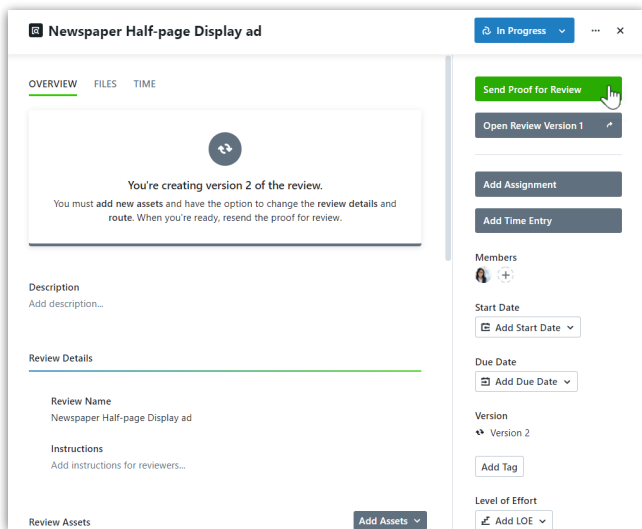 Newspaper Half-page Display ad
In Progress
OVERVIEW FILES TIME
Send Proof for Review
Open Review Version 1
You're creating version 2 of the review.
You must add new assets and have the option to change the review details and
route. When you're ready, resend the proof for review.
Add Assignment
Add Time Entry
Members
Description
Add description...
Start Date
Add Start Date
Review Details
Due Date
Add Due Date
Review Name
Newspaper Half-page Display ad
Version
Version 2
Instructions
Add instructions for reviewers...
Add Tag
Level of Effort
Review Assets
Add Assets
Add LOE